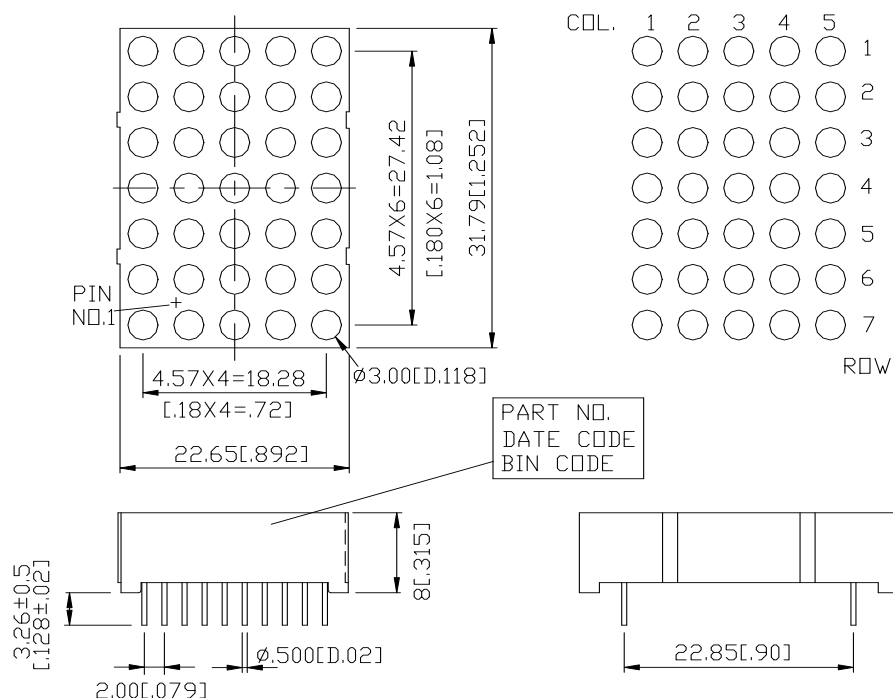 COL. 1 2 3 4 5
1
2
3
4
5
6
7
ROW
4.57X6=27.42
[.180X6=1.08]
31.79[1.252]
PIN
NO.1
4.57X4=18.28
[.18X4=.72]
22.65[.892]
ø3.00[D.118]
PART NO.
DATE CODE
BIN CODE
3.26±0.5
[.128±.02]
8[.315]
ø.500[D.02]
2.00[.079]
22.85[.90]